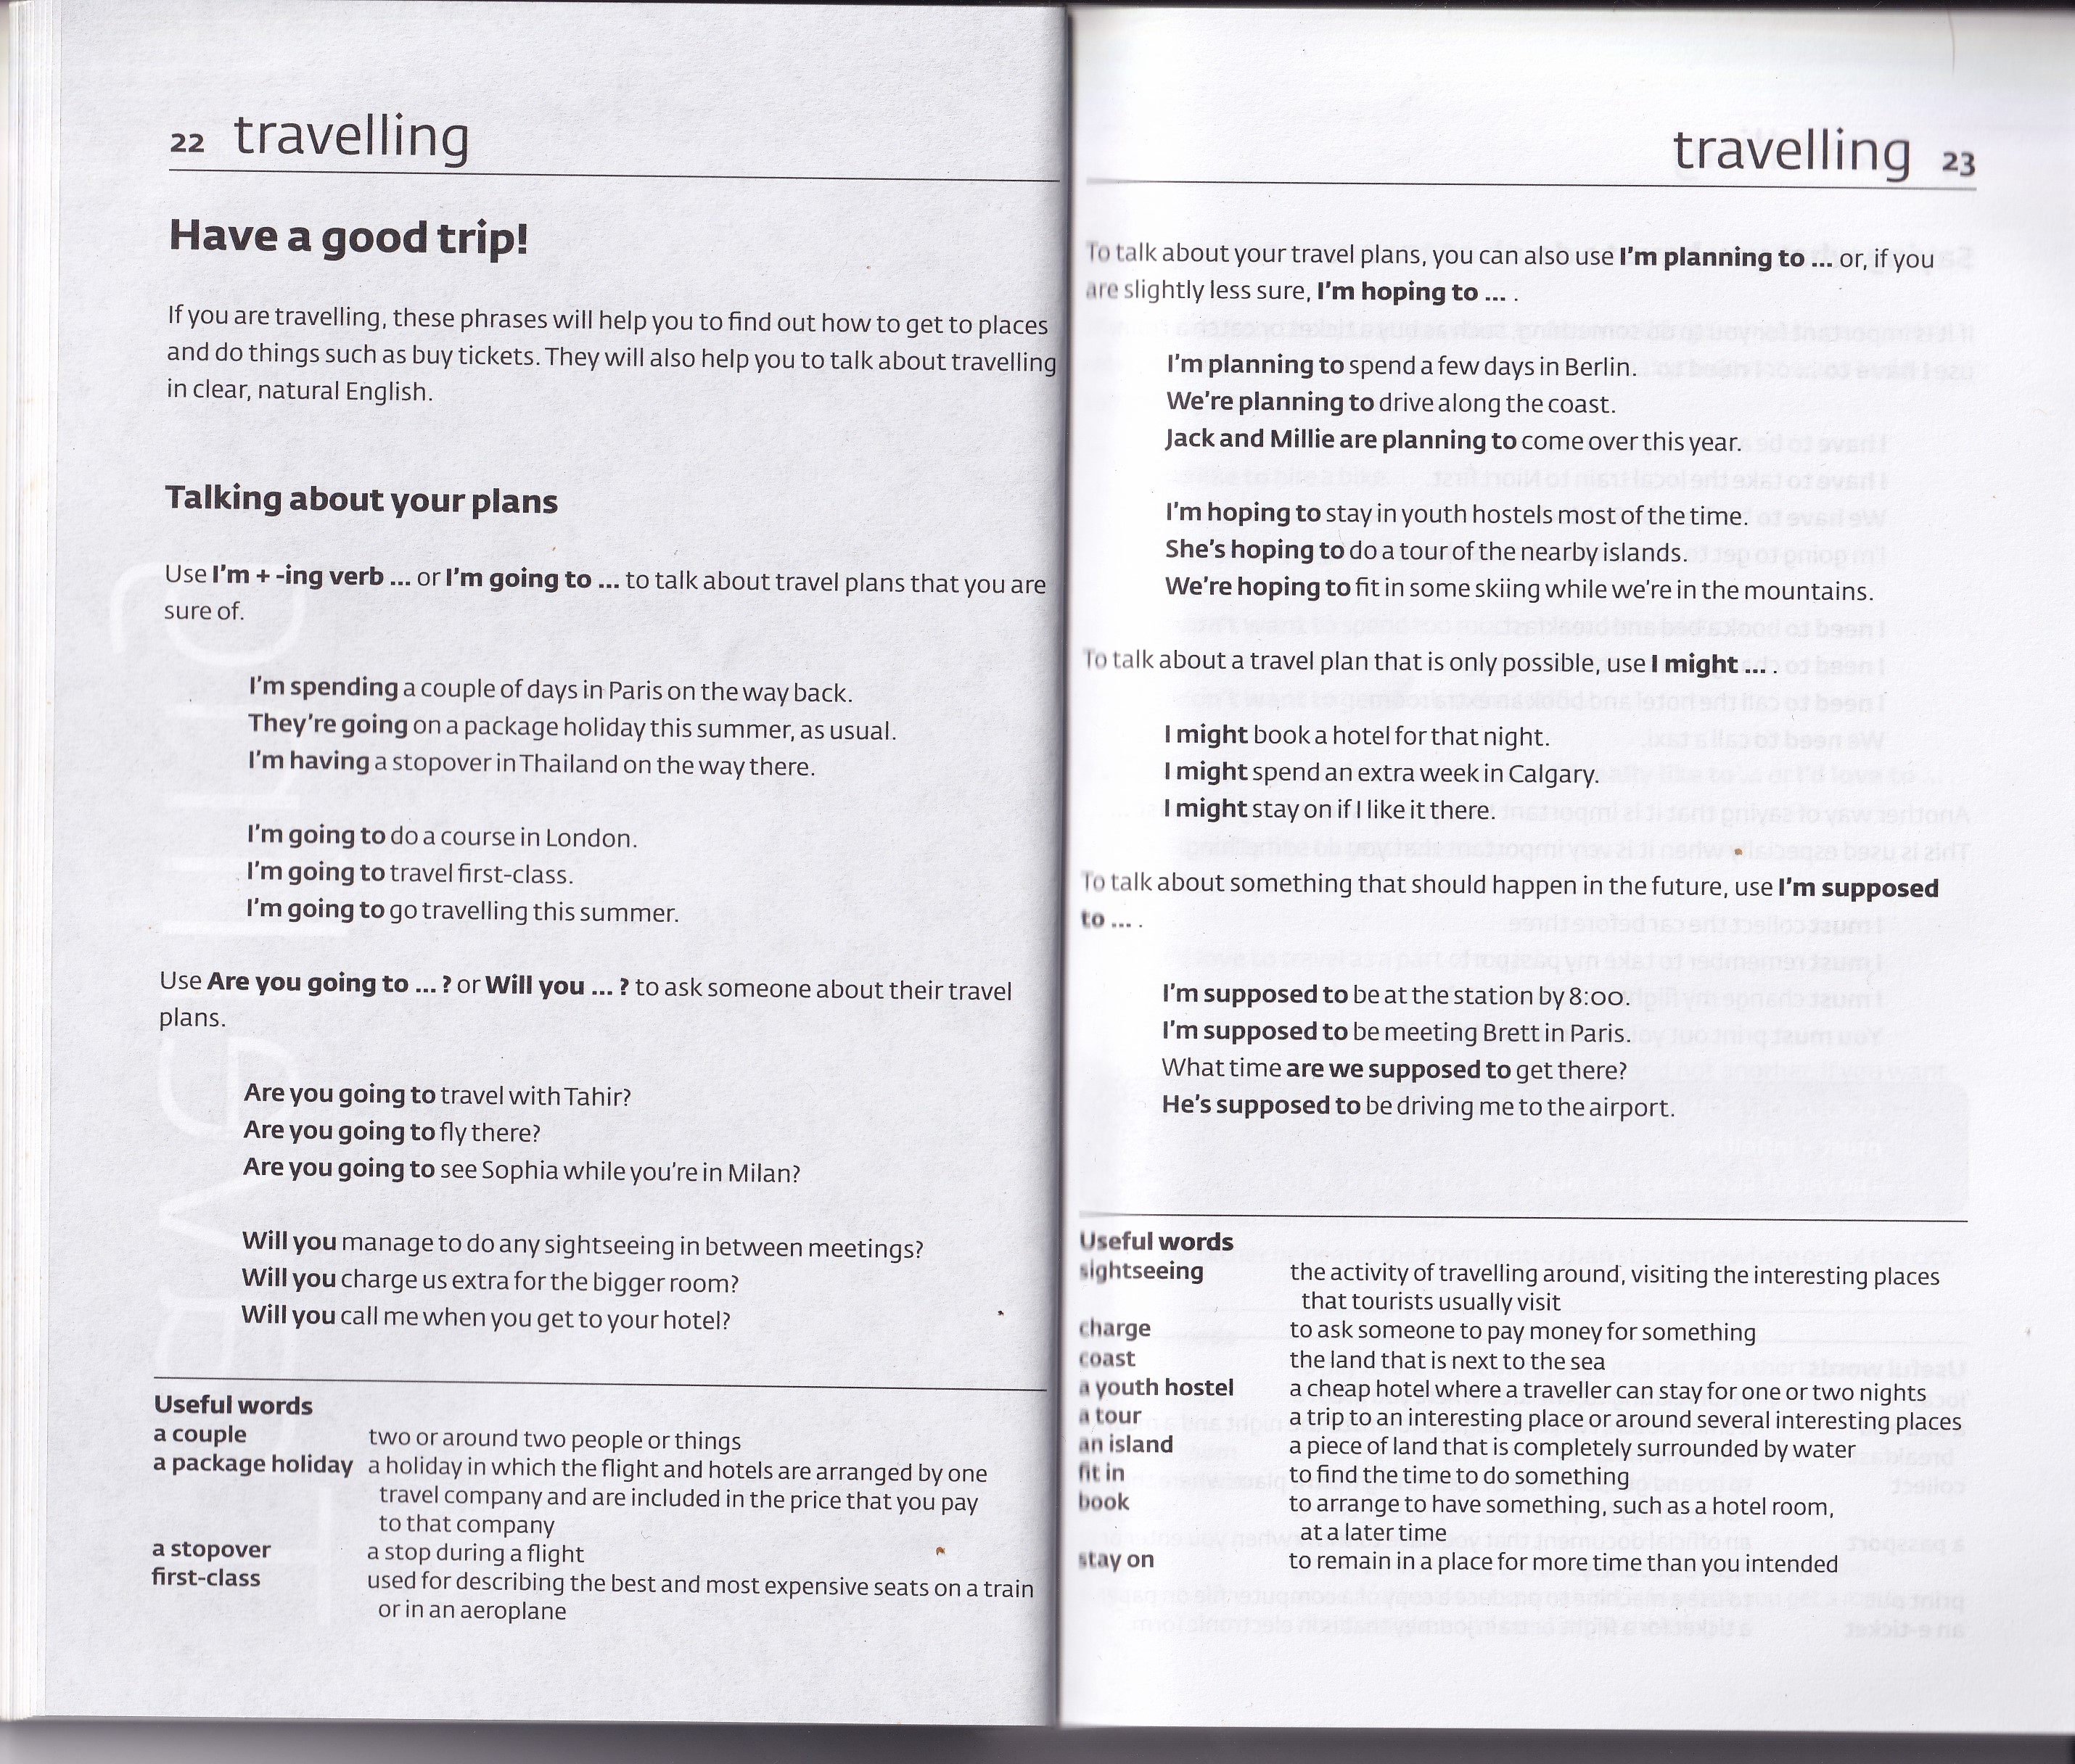 22 travelling
Have a good trip!
If you are travelling, these phrases will help you to find out how to get to places
and do things such as buy tickets. They will also help you to talk about travelling
in clear, natural English.
Talking about your plans
Use I'm + -ing verb ... or I'm going to ... to talk about travel plans that you are
sure of.
I'm spending a couple of days in Paris on the way back.
They're going on a package holiday this summer, as usual.
I'm having a stopover in Thailand on the way there.
I'm going to do a course in London.
I'm going to travel first-class.
I'm going to go travelling this summer.
Use Are you going to ... ? or Will you ... ? to ask someone about their travel
plans.
Are you going to travel with Tahir?
Are you going to fly there?
Are you going to see Sophia while you're in Milan?
Will you manage to do any sightseeing in between meetings?
Will you charge us extra for the bigger room?
Will you call me when you get to your hotel?
Useful words
a couple two or around two people or things
a package holiday a holiday in which the flight and hotels are arranged by one
travel company and are included in the price that you pay
to that company
a stopover a stop during a flight
first-class used for describing the best and most expensive seats on a train
or in an aeroplane
travelling 23
To talk about your travel plans, you can also use I'm planning to ... or, if you
are slightly less sure, I'm hoping to ... .
I'm planning to spend a few days in Berlin.
We're planning to drive along the coast.
Jack and Millie are planning to come over this year.
I'm hoping to stay in youth hostels most of the time.
She's hoping to do a tour of the nearby islands.
We're hoping to fit in some skiing while we're in the mountains.
To talk about a travel plan that is only possible, use I might ... .
I might book a hotel for that night.
I might spend an extra week in Calgary.
I might stay on if I like it there.
To talk about something that should happen in the future, use I'm supposed
to ... .
I'm supposed to be at the station by 8:00.
I'm supposed to be meeting Brett in Paris.
What time are we supposed to get there?
He's supposed to be driving me to the airport.
Useful words
sightseeing the activity of travelling around, visiting the interesting places
that tourists usually visit
charge to ask someone to pay money for something
coast the land that is next to the sea
a youth hostel a cheap hotel where a traveller can stay for one or two nights
a tour a trip to an interesting place or around several interesting places
an island a piece of land that is completely surrounded by water
fit in to find the time to do something
book to arrange to have something, such as a hotel room,
at a later time
stay on to remain in a place for more time than you intended